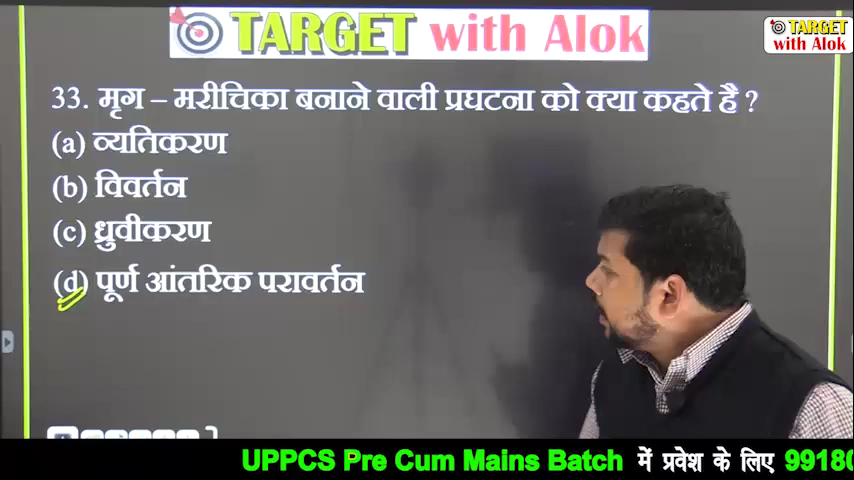 TARGET with Alok
TARGET
with Alok
33. मृग – मरीचिका बनाने वाली प्रघटना को क्या कहते हैं ?
(a) व्यतिकरण
(b) विवर्तन
(c) ध्रुवीकरण
(d) पूर्ण आंतरिक परावर्तन
UPPCS Pre Cum Mains Batch में प्रवेश के लिए 99180